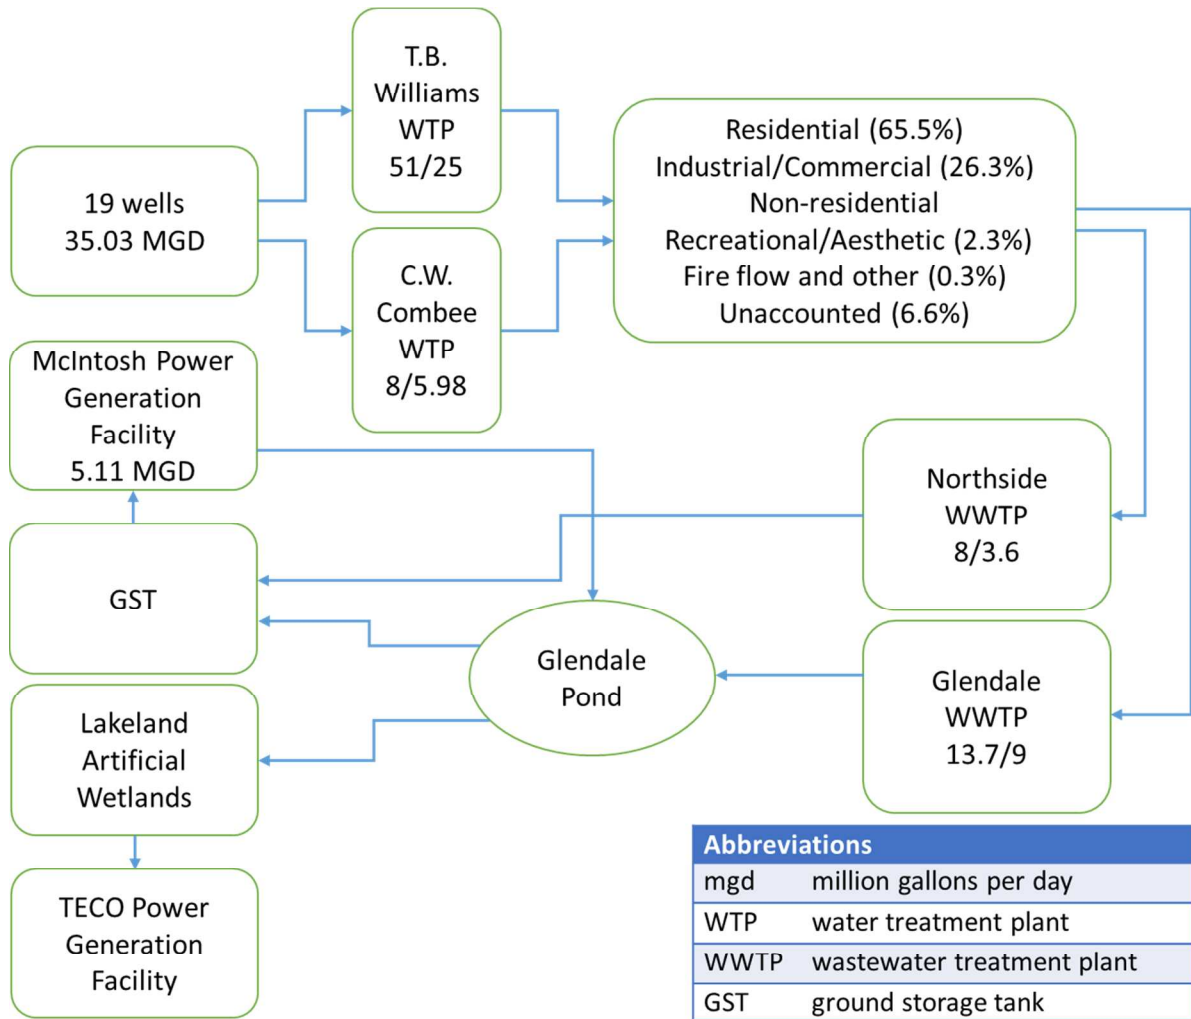 T.B.
Williams
WTP
51/25
19 wells
35.03 MGD
C.W.
Combee
WTP
8/5.98
Residential (65.5%)
Industrial/Commercial (26.3%)
Non-residential
Recreational/Aesthetic (2.3%)
Fire flow and other (0.3%)
Unaccounted (6.6%)
McIntosh Power
Generation
Facility
5.11 MGD
Northside
WWTP
8/3.6
GST
Glendale
Pond
Glendale
WWTP
13.7/9
Lakeland
Artificial
Wetlands
TECO Power
Generation
Facility
Abbreviations
mgd million gallons per day
WTP water treatment plant
WWTP wastewater treatment plant
GST ground storage tank